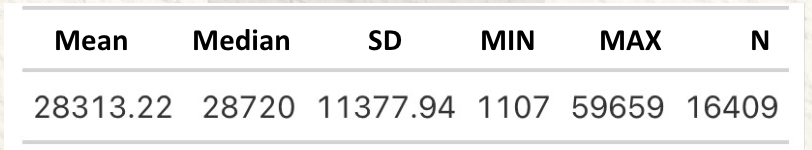 Mean Median SD MIN MAX N
28313.22 28720 11377.94 1107 59659 16409